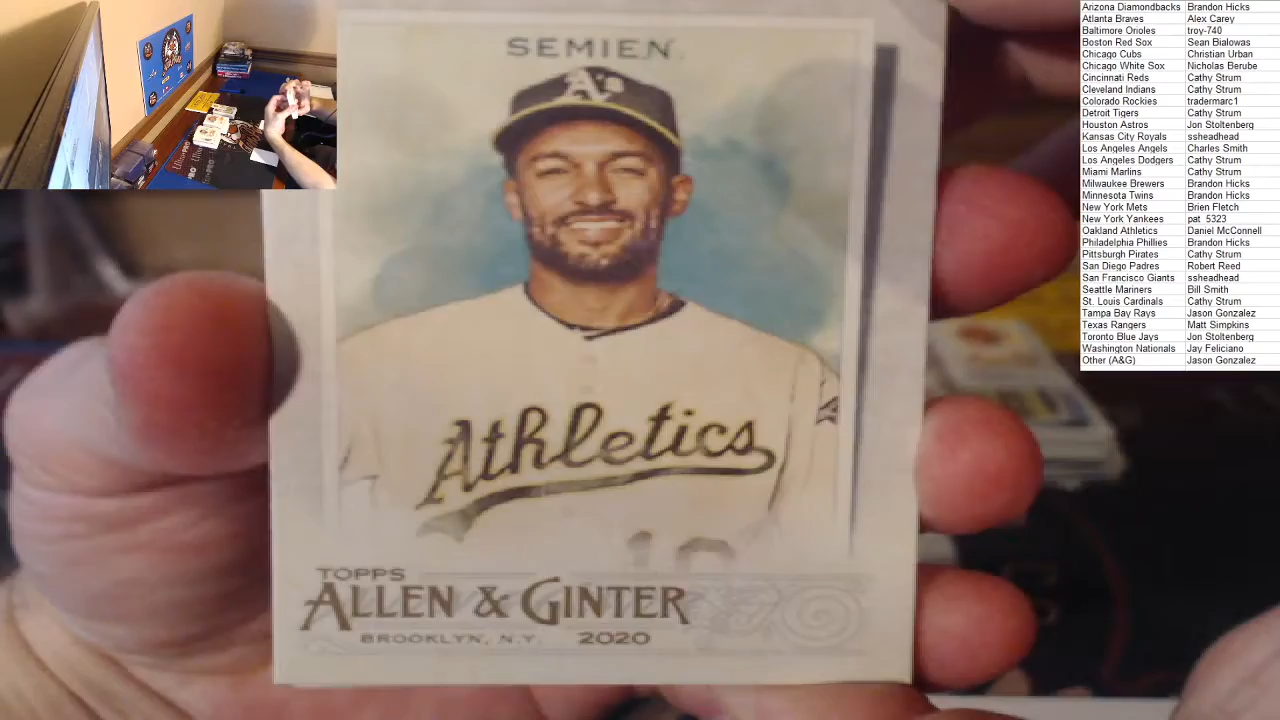 SEMIEN
A's
Athletics
10
TOPPS
ALLEN & GINTER
BROOKLYN, N.Y. 2020
Arizona Diamondbacks Brandon Hicks
Atlanta Braves Alex Carey
Baltimore Orioles troy-740
Boston Red Sox Sean Bialowas
Chicago Cubs Christian Urban
Chicago White Sox Nicholas Berube
Cincinnati Reds Cathy Strum
Cleveland Indians Cathy Strum
Colorado Rockies tradermarc1
Detroit Tigers Cathy Strum
Houston Astros Jon Stoltenberg
Kansas City Royals ssheadhead
Los Angeles Angels Charles Smith
Los Angeles Dodgers Cathy Strum
Miami Marlins Cathy Strum
Milwaukee Brewers Brandon Hicks
Minnesota Twins Brandon Hicks
New York Mets Brien Fletch
New York Yankees pat_5323
Oakland Athletics Daniel McConnell
Philadelphia Phillies Brandon Hicks
Pittsburgh Pirates Cathy Strum
San Diego Padres Robert Reed
San Francisco Giants ssheadhead
Seattle Mariners Bill Smith
St. Louis Cardinals Cathy Strum
Tampa Bay Rays Jason Gonzalez
Texas Rangers Matt Simpkins
Toronto Blue Jays Jon Stoltenberg
Washington Nationals Jay Feliciano
Other (A&G) Jason Gonzalez